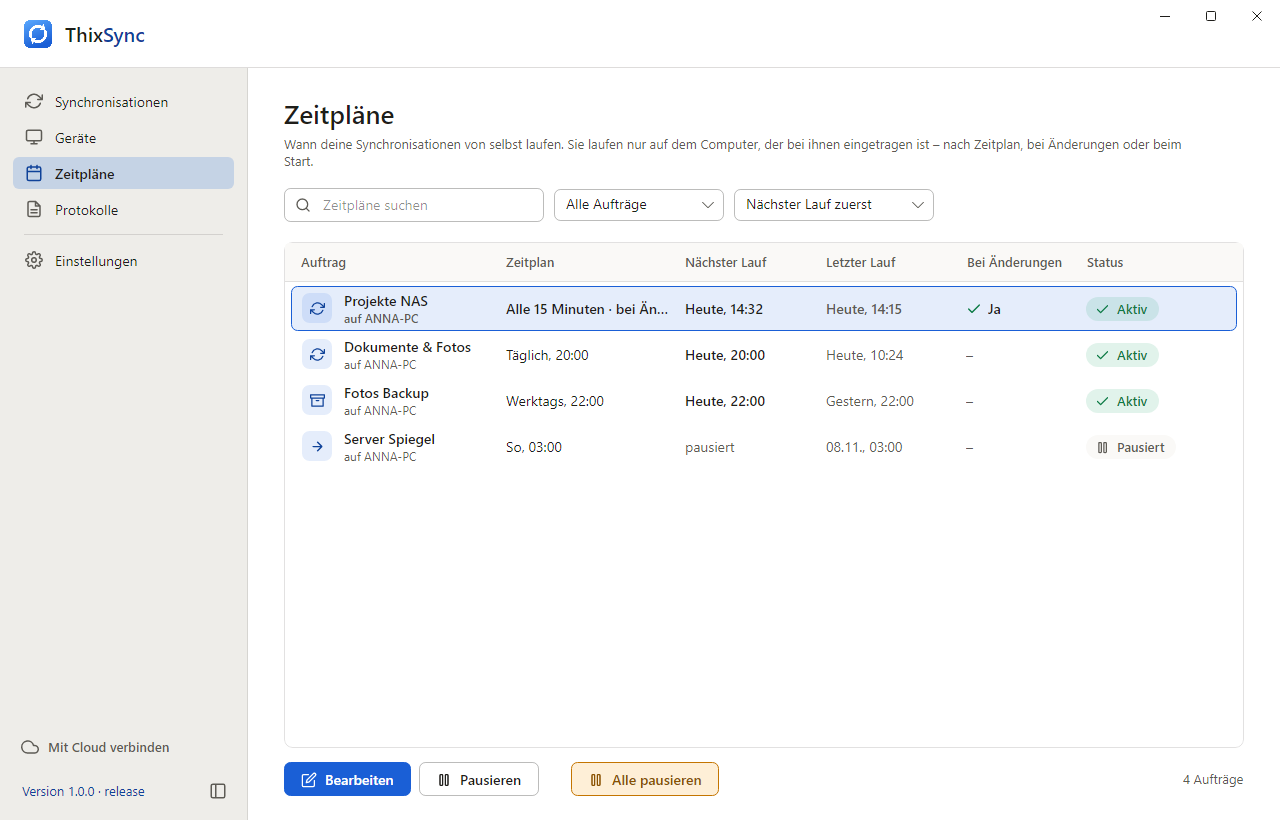 ThixSync
Synchronisationen
Geräte
Zeitpläne
Protokolle
Einstellungen
Mit Cloud verbinden
Version 1.0.0 · release
Zeitpläne
Wann deine Synchronisationen von selbst laufen. Sie laufen nur auf dem Computer, der bei ihnen eingetragen ist – nach Zeitplan, bei Änderungen oder beim
Start.
Zeitpläne suchen
Alle Aufträge
Nächster Lauf zuerst
Auftrag Zeitplan Nächster Lauf Letzter Lauf Bei Änderungen Status
Projekte NAS
auf ANNA-PC
Alle 15 Minuten · bei Än... Heute, 14:32 Heute, 14:15 Ja Aktiv
Dokumente & Fotos
auf ANNA-PC
Täglich, 20:00 Heute, 20:00 Heute, 10:24 – Aktiv
Fotos Backup
auf ANNA-PC
Werktags, 22:00 Heute, 22:00 Gestern, 22:00 – Aktiv
Server Spiegel
auf ANNA-PC
So, 03:00 pausiert 08.11., 03:00 – Pausiert
Bearbeiten
Pausieren
Alle pausieren
4 Aufträge